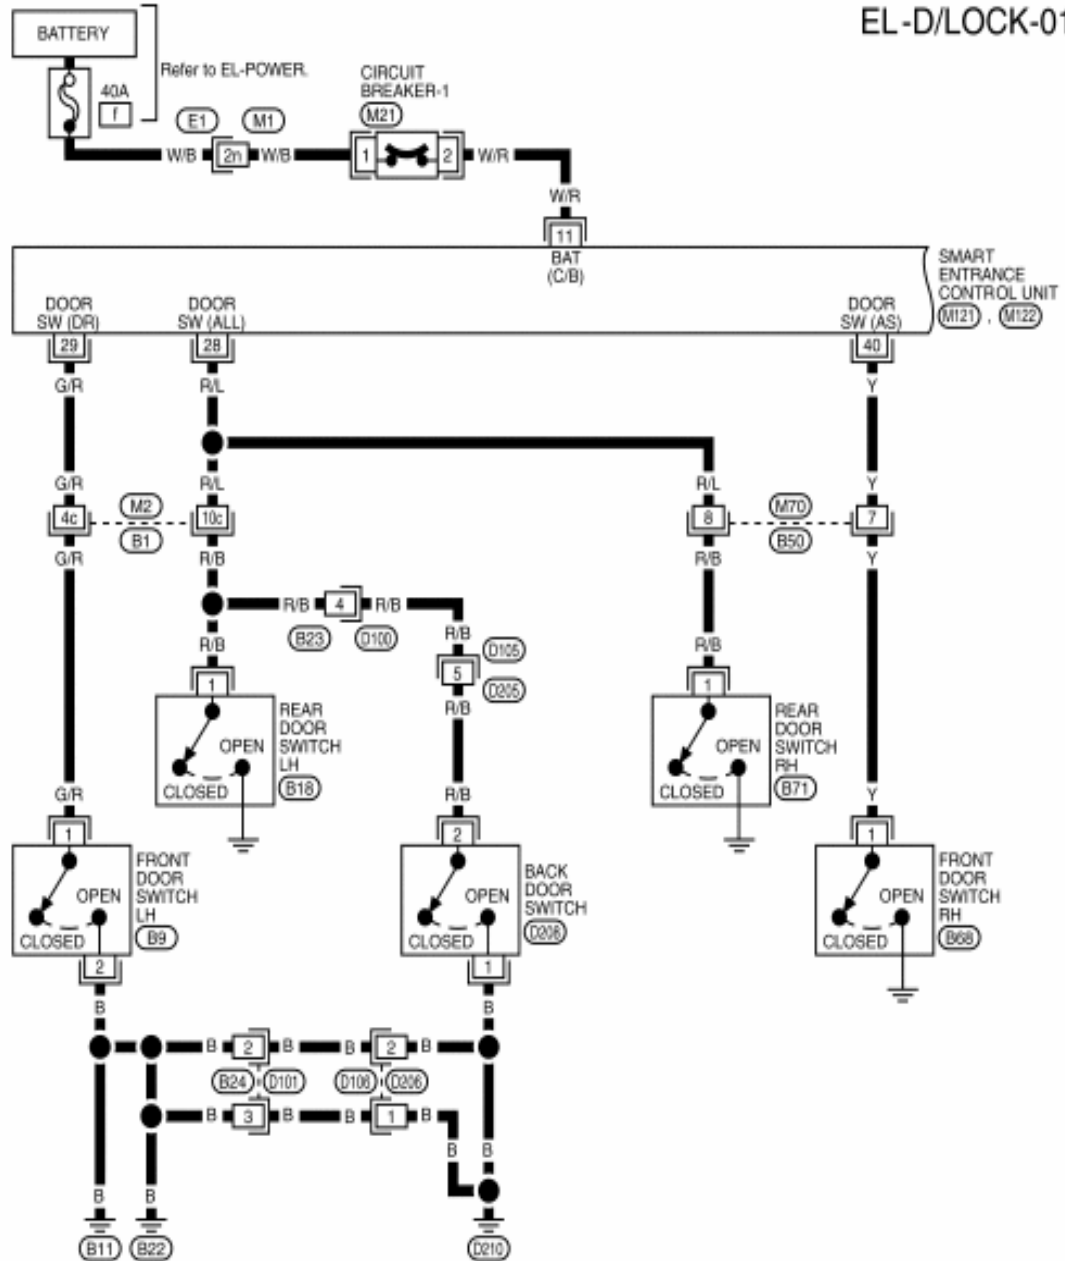 EL-D/LOCK-01
BATTERY
Refer to EL-POWER.
40A
f
CIRCUIT
BREAKER-1
M21
E1
M1
W/B
2n
W/B
1
2
W/R
W/R
11
BAT
(C/B)
SMART
ENTRANCE
CONTROL UNIT
M121 , M122
DOOR
SW (DR)
DOOR
SW (ALL)
DOOR
SW (AS)
29
28
40
G/R
R/L
Y
G/R
R/L
R/L
Y
4c
M2
B1
10c
8
M70
B50
7
G/R
R/B
R/B
Y
R/B
4
R/B
B23
D100
R/B
D105
5
D205
R/B
R/B
R/B
1
REAR
DOOR
SWITCH
LH
B18
OPEN
CLOSED
1
REAR
DOOR
SWITCH
RH
B71
OPEN
CLOSED
G/R
R/B
Y
1
FRONT
DOOR
SWITCH
LH
B9
OPEN
CLOSED
2
2
BACK
DOOR
SWITCH
OPEN
CLOSED
1
1
FRONT
DOOR
SWITCH
RH
B68
OPEN
CLOSED
B
B
B
2
B
B
2
B
B24
D101
D106
D206
B
3
B
B
1
B
B
B
B
B
B11
B22
D210